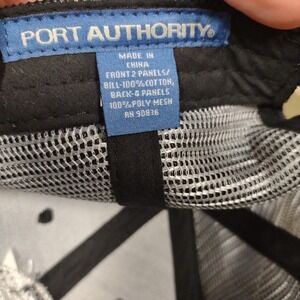 PORT AUTHORITY®
MADE IN
CHINA
FRONT 2 PANELS/
BILL-100% COTTON,
BACK-4 PANELS
100% POLY MESH
RN 90836